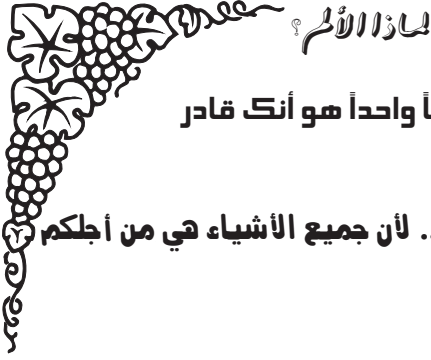 لماذا الألم ؟
واحداً هو أنك قادر
. لأن جميع الأشياء هي من أجلكم